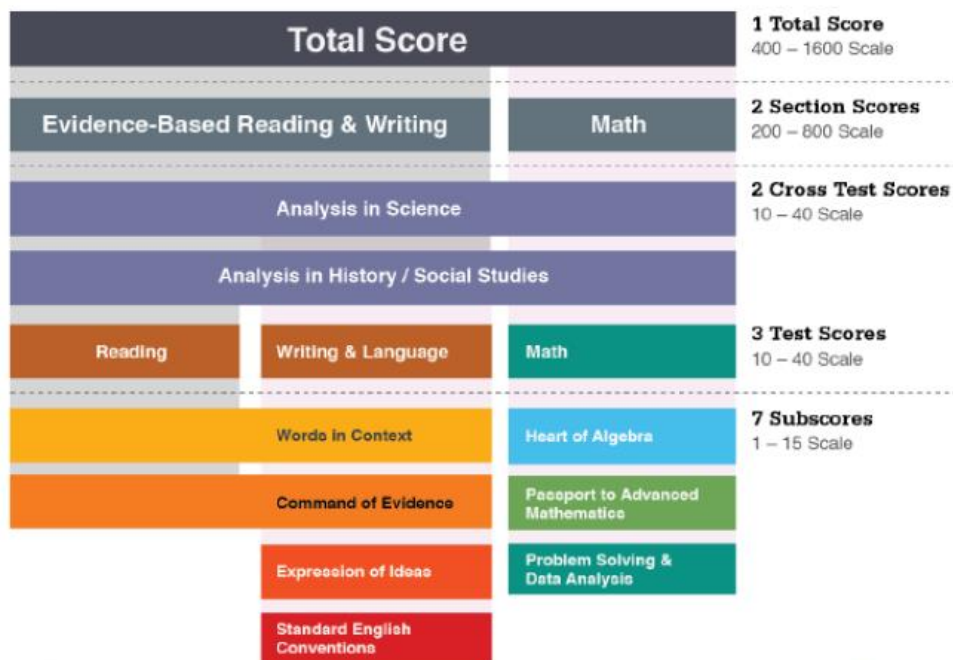 Total Score
1 Total Score
400 – 1600 Scale
Evidence-Based Reading & Writing
Math
2 Section Scores
200 – 800 Scale
Analysis in Science
2 Cross Test Scores
10 – 40 Scale
Analysis in History / Social Studies
Reading
Writing & Language
Math
3 Test Scores
10 – 40 Scale
Words in Context
Heart of Algebra
7 Subscores
1 – 15 Scale
Command of Evidence
Passport to Advanced
Mathematics
Expression of Ideas
Problem Solving &
Data Analysis
Standard English
Conventions